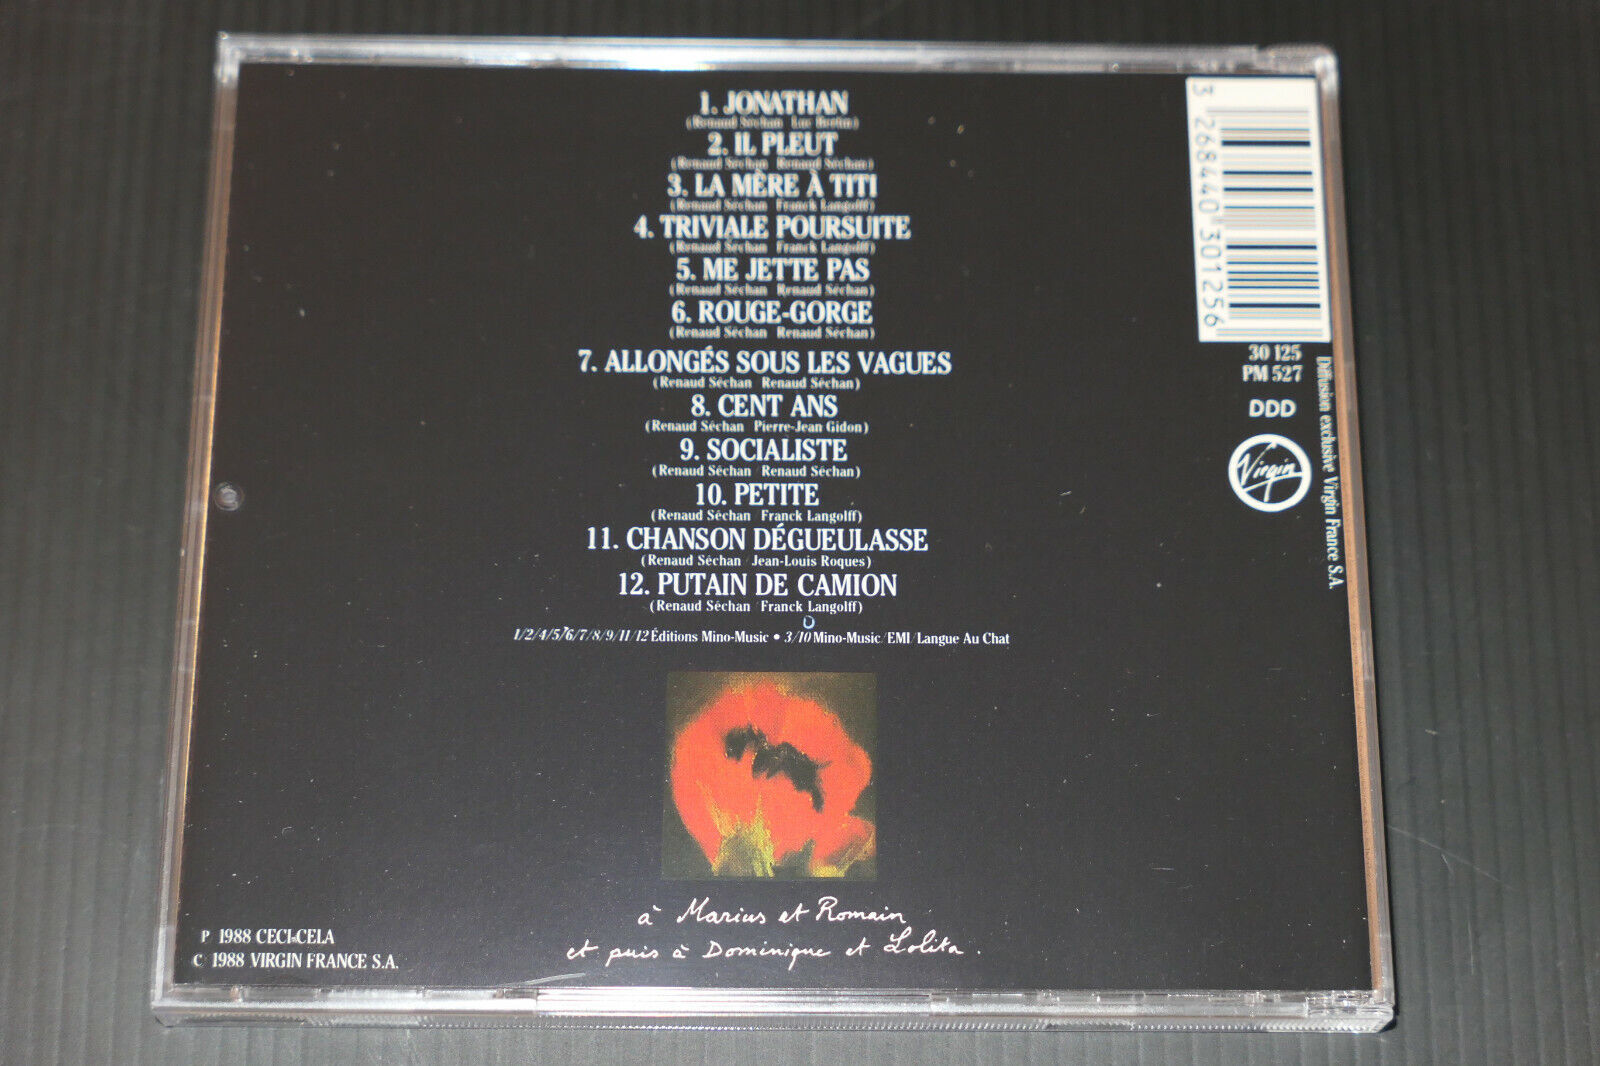 1. JONATHAN
(Renaud Séchan Luc Bertin)
2. IL PLEUT
(Renaud Séchan Renaud Séchan)
3. LA MÈRE À TITI
(Renaud Séchan Franck Langolff)
4. TRIVIALE POURSUITE
(Renaud Séchan Franck Langolff)
5. ME JETTE PAS
(Renaud Séchan Renaud Séchan)
6. ROUGE-GORGE
(Renaud Séchan Renaud Séchan)
7. ALLONGÉS SOUS LES VAGUES
(Renaud Séchan Renaud Séchan)
8. CENT ANS
(Renaud Séchan Pierre-Jean Gidon)
9. SOCIALISTE
(Renaud Séchan/Renaud Séchan)
10. PETITE
(Renaud Séchan Franck Langolff)
11. CHANSON DÉGUEULASSE
(Renaud Séchan/Jean-Louis Roques)
12. PUTAIN DE CAMION
(Renaud Séchan/Franck Langolff)
1/2/4/5/6/7/8/9/11/12 Éditions Mino-Music • 3/10 Mino-Music/EMI/Langue Au Chat
à Marius et Romain
et puis à Dominique et Lolita.
P 1988 CECI-CELA
C 1988 VIRGIN FRANCE S.A.
3 268440 301256
30 125
PM 527
DDD
Virgin
Diffusion exclusive Virgin France S.A.